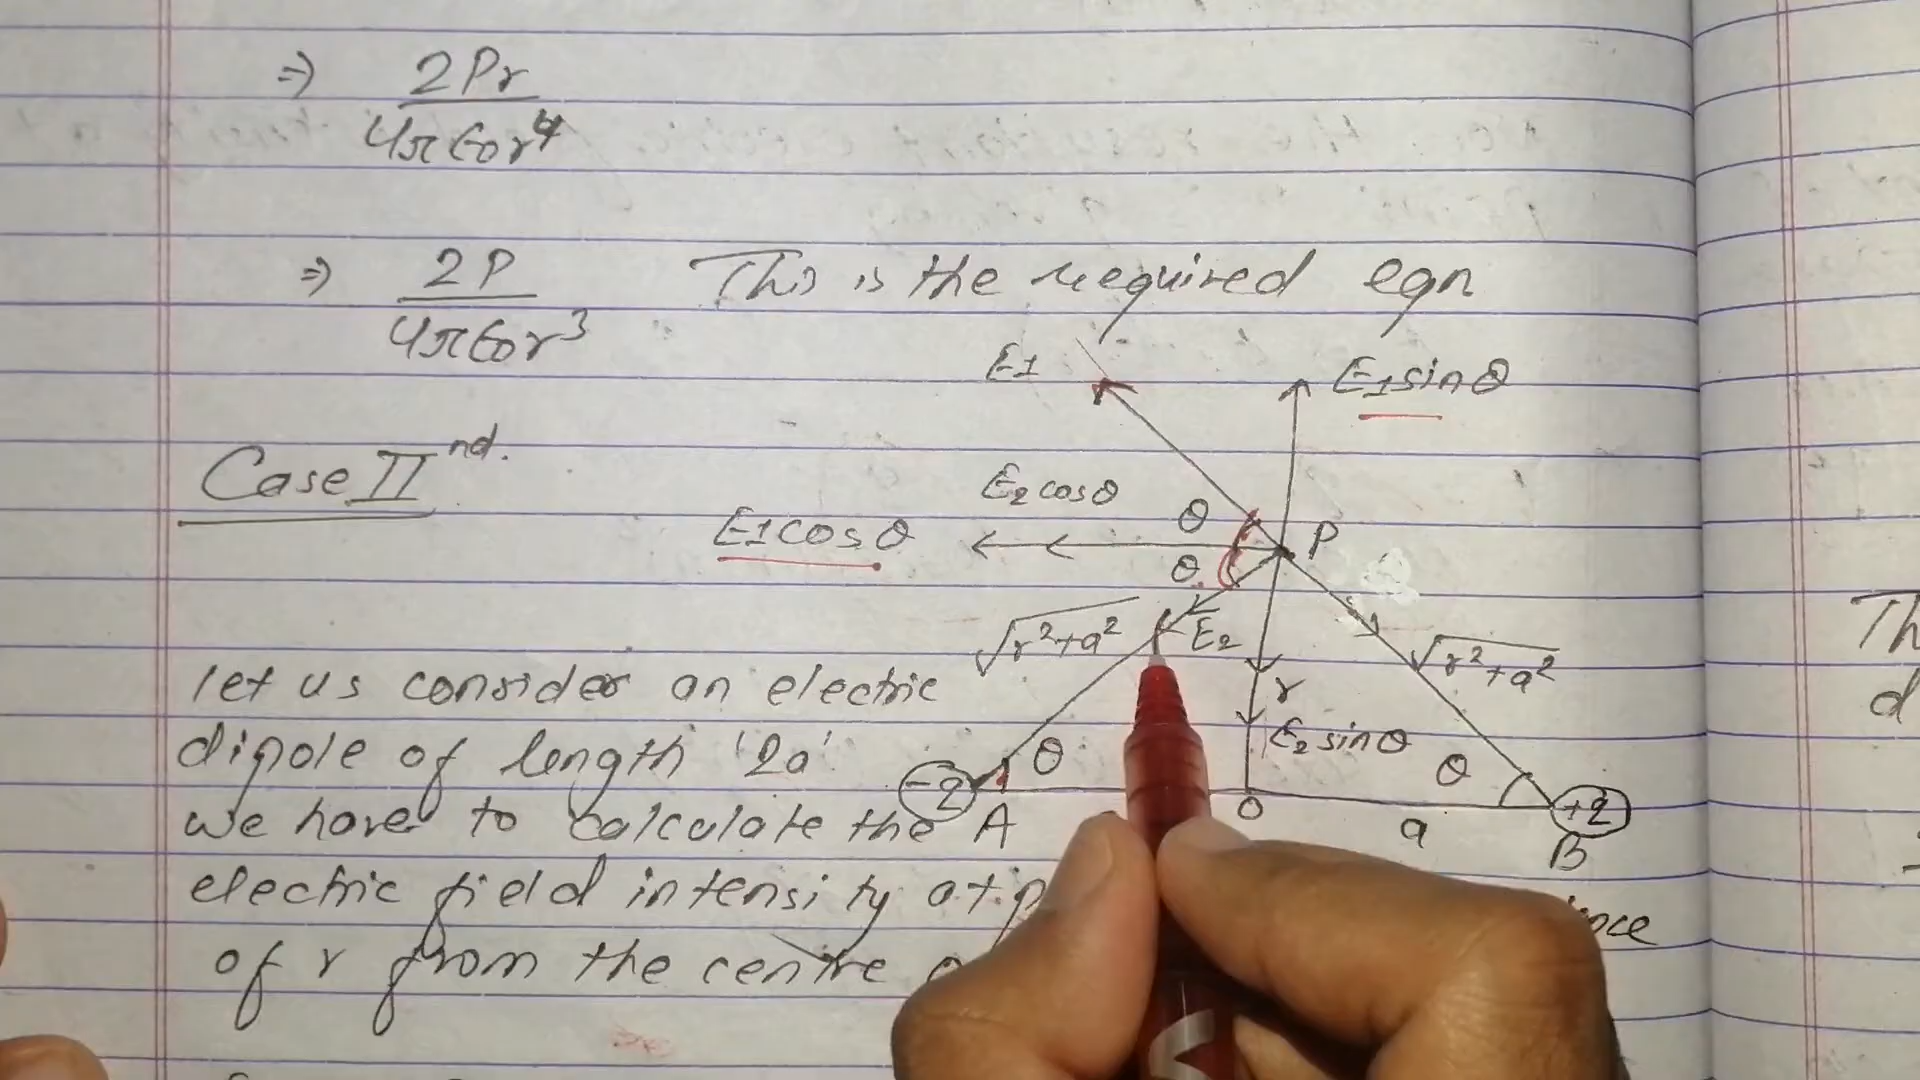 => 2Pr
4πϵ0r⁴
=> 2P This is the required eqn
4πϵ0r³
E1
E1sinθ
Case IInd.
E2cosθ
E1cosθ
θ
P
θ
√r²+a²
E2
√r²+a²
let us consider an electric
r
dipole of length '2a'
E2 sinθ
θ
θ
-q
+q
we have to calculate the
A
O
a
B
electric field intensity at
of r from the centre